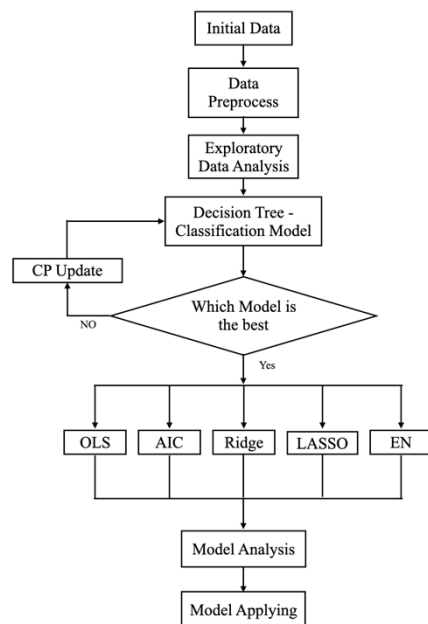 Initial Data
Data
Preprocess
Exploratory
Data Analysis
Decision Tree -
Classification Model
CP Update
Which Model is
the best
NO
Yes
OLS
AIC
Ridge
LASSO
EN
Model Analysis
Model Applying